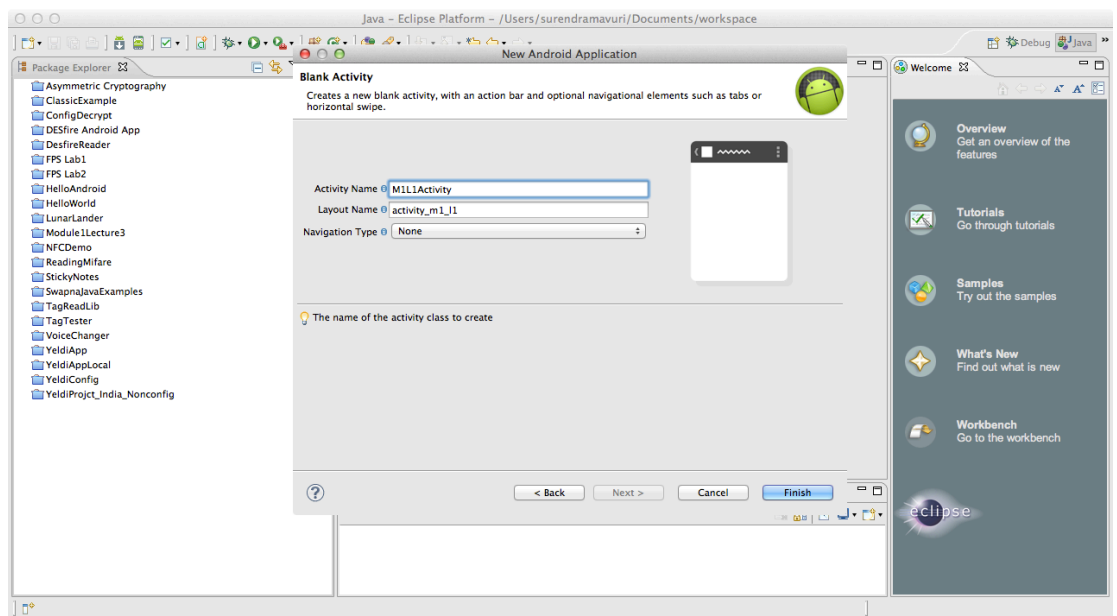 Java - Eclipse Platform - /Users/surendramavuri/Documents/workspace
Debug
Java
»
Package Explorer
Asymmetric Cryptography
ClassicExample
ConfigDecrypt
DESfire Android App
DesfireReader
FPS Lab1
FPS Lab2
HelloAndroid
HelloWorld
LunarLander
Module1Lecture3
NFCDemo
ReadingMifare
StickyNotes
SwapnaJavaExamples
TagReadLib
TagTester
VoiceChanger
YeldiApp
YeldiAppLocal
YeldiConfig
YeldiProjct_India_Nonconfig
New Android Application
Blank Activity
Creates a new blank activity, with an action bar and optional navigational elements such as tabs or
horizontal swipe.
Activity Name M1L1Activity
Layout Name activity_m1_l1
Navigation Type None
The name of the activity class to create
?
< Back
Next >
Cancel
Finish
Welcome
Overview
Get an overview of the
features
Tutorials
Go through tutorials
Samples
Try out the samples
What's New
Find out what is new
Workbench
Go to the workbench
eclipse